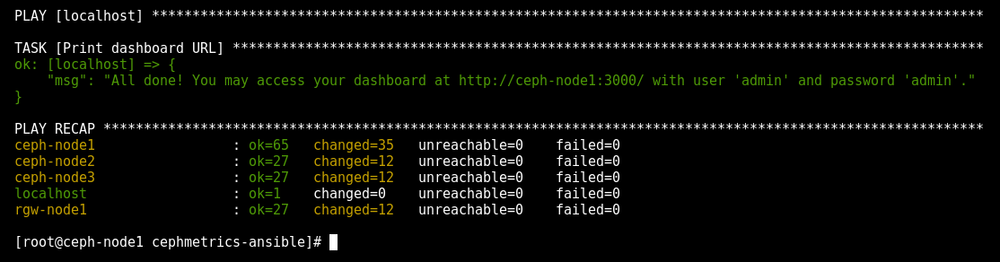 PLAY [localhost] *******************************************************************************************************
TASK [Print dashboard URL] *********************************************************************************************
ok: [localhost] => {
    "msg": "All done! You may access your dashboard at http://ceph-node1:3000/ with user 'admin' and password 'admin'."
}
PLAY RECAP *************************************************************************************************************
ceph-node1                 : ok=65   changed=35   unreachable=0    failed=0
ceph-node2                 : ok=27   changed=12   unreachable=0    failed=0
ceph-node3                 : ok=27   changed=12   unreachable=0    failed=0
localhost                  : ok=1    changed=0    unreachable=0    failed=0
rgw-node1                  : ok=27   changed=12   unreachable=0    failed=0
[root@ceph-node1 cephmetrics-ansible]#